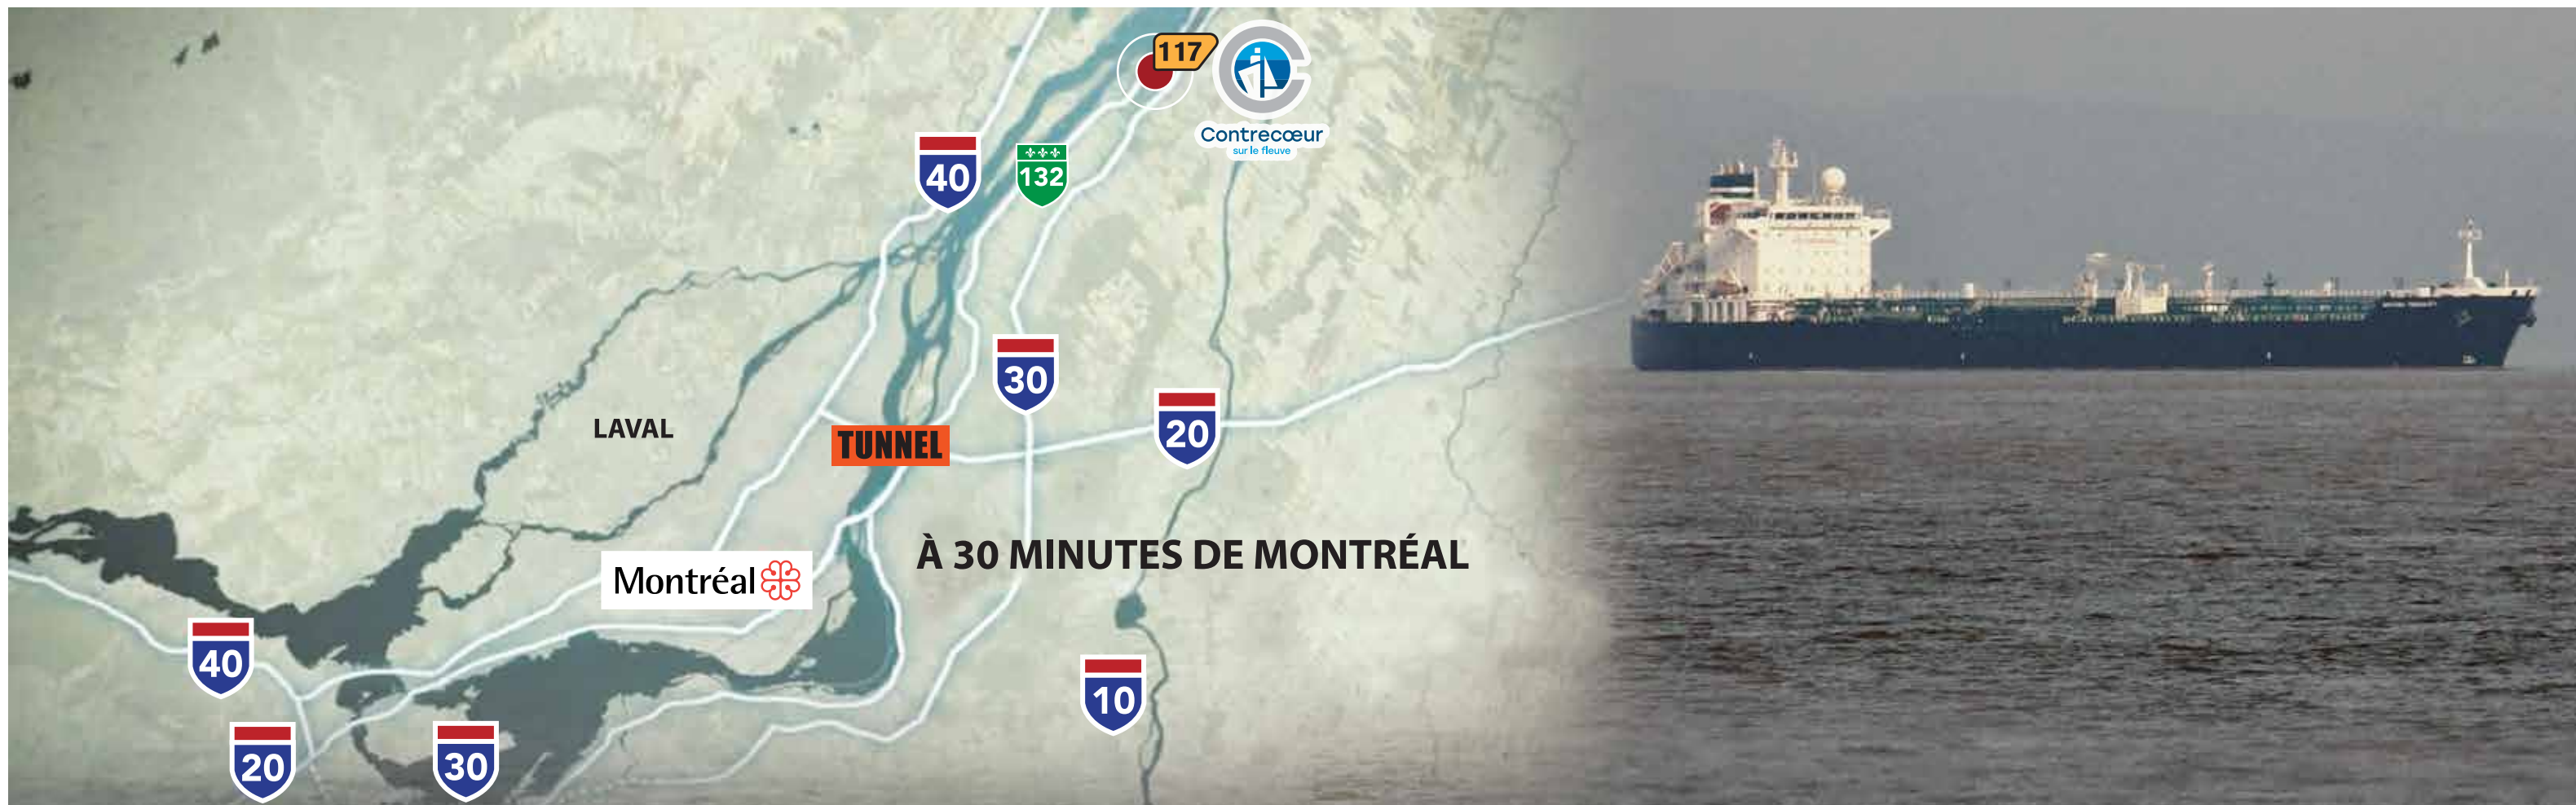 117
Contrecœur
sur le fleuve
40
132
30
20
LAVAL
TUNNEL
À 30 MINUTES DE MONTRÉAL
Montréal
40
10
20
30